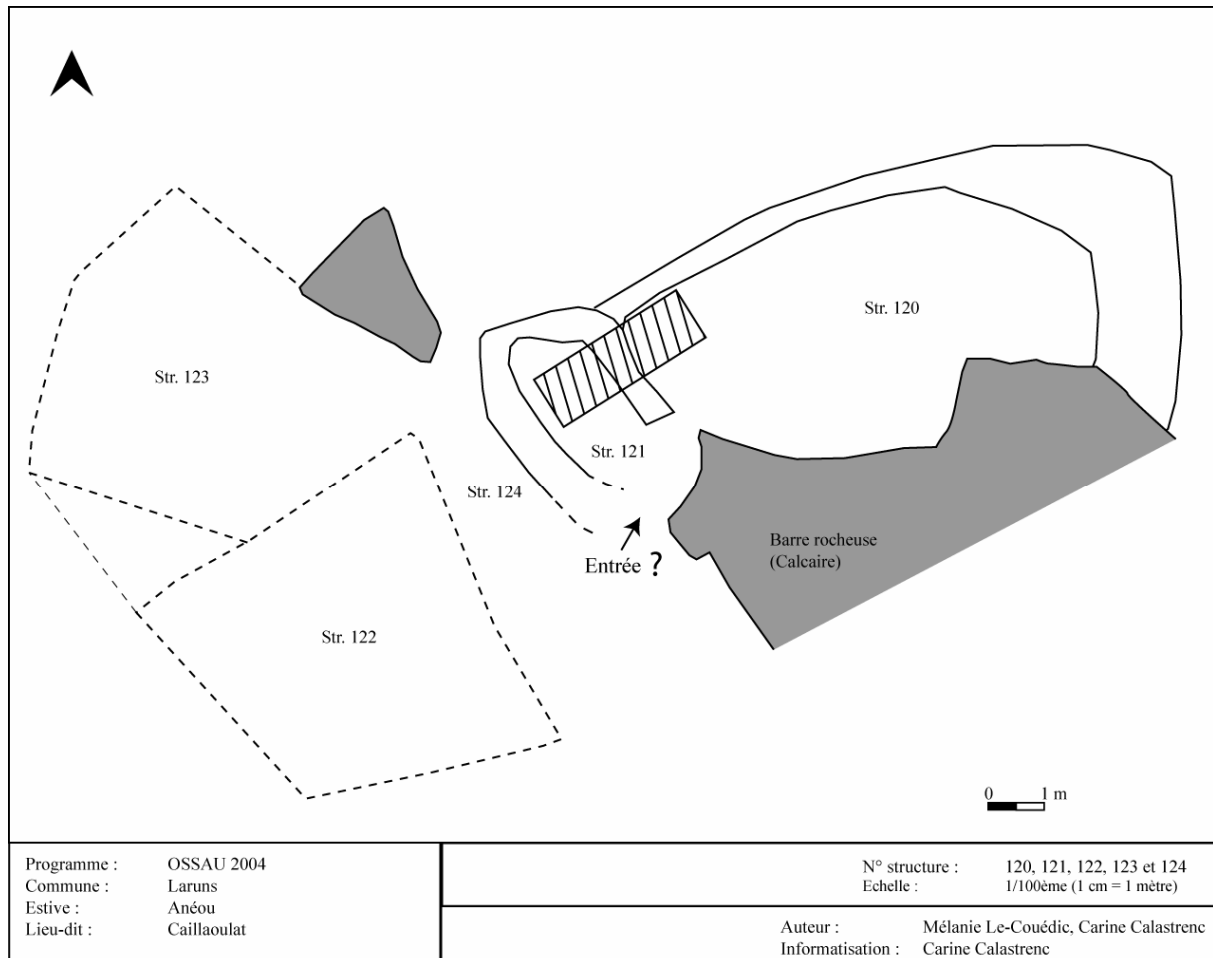 Str. 120
Str. 123
Str. 121
Str. 124
Barre rocheuse
(Calcaire)
Entrée ?
Str. 122
0 1 m
Programme : OSSAU 2004
Commune : Laruns
Estive : Anéou
Lieu-dit : Caillaoulat
N° structure : 120, 121, 122, 123 et 124
Echelle : 1/100ème (1 cm = 1 mètre)
Auteur : Mélanie Le-Couédic, Carine Calastrenc
Informatisation : Carine Calastrenc